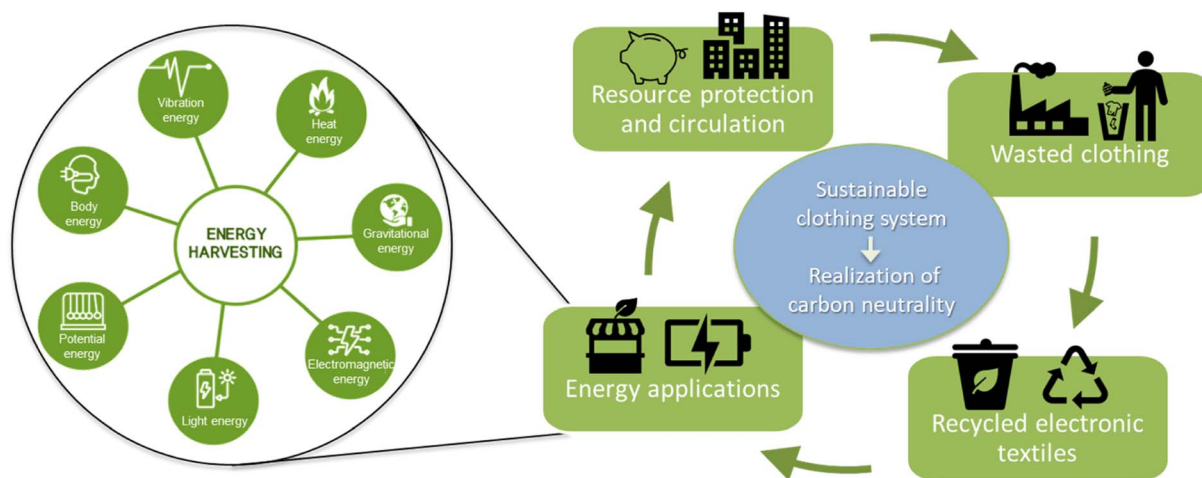 Vibration
energy
Heat
energy
Body
energy
ENERGY
HARVESTING
Gravitational
energy
Potential
energy
Electromagnetic
energy
Light energy
Resource protection
and circulation
Wasted clothing
Sustainable
clothing system
Realization of
carbon neutrality
Energy applications
Recycled electronic
textiles